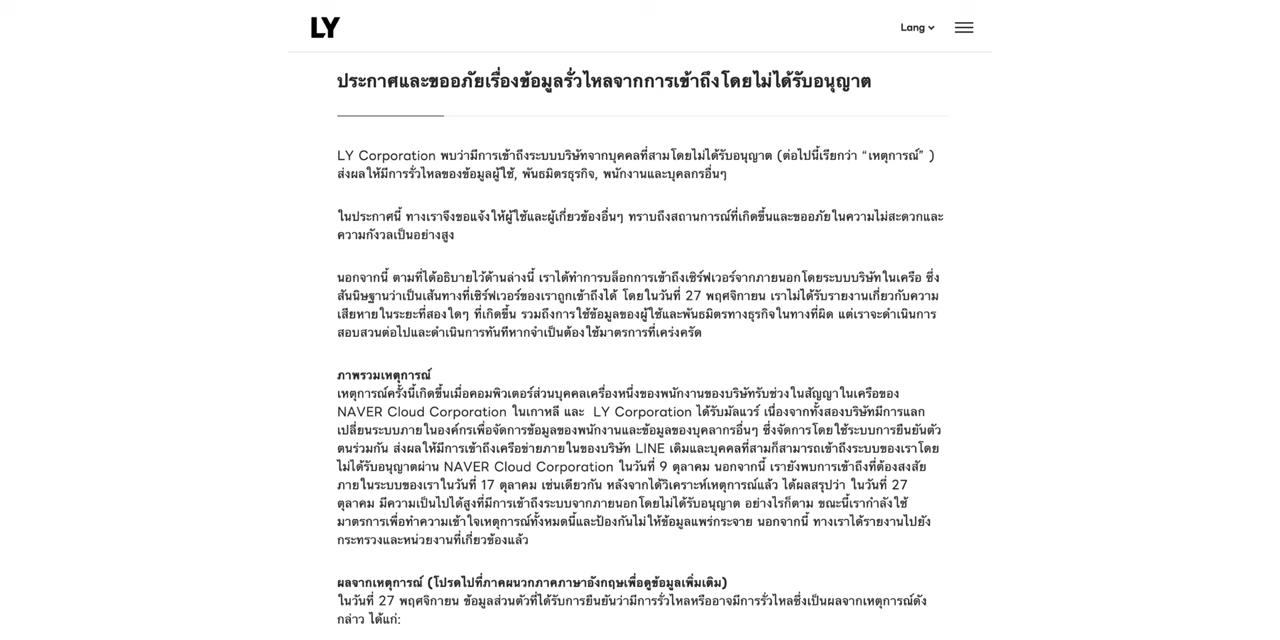 LY
Lang
ประกาศและขออภัยเรื่องข้อมูลรั่วไหลจากการเข้าถึงโดยไม่ได้รับอนุญาต
LY Corporation พบว่ามีการเข้าถึงระบบบริษัทจากบุคคลที่สามโดยไม่ได้รับอนุญาต (ต่อไปนี้เรียกว่า “เหตุการณ์” )
ส่งผลให้มีการรั่วไหลของข้อมูลผู้ใช้, พันธมิตรธุรกิจ, พนักงานและบุคลกรอื่นๆ
ในประกาศนี้ ทางเราจึงขอแจ้งให้ผู้ใช้และผู้เกี่ยวข้องอื่นๆ ทราบถึงสถานการณ์ที่เกิดขึ้นและขออภัยในความไม่สะดวกและ
ความกังวลเป็นอย่างสูง
นอกจากนี้ ตามที่ได้อธิบายไว้ด้านล่างนี้ เราได้ทำการบล็อกการเข้าถึงเซิร์ฟเวอร์จากภายนอกโดยระบบบริษัทในเครือ ซึ่ง
สันนิษฐานว่าเป็นเส้นทางที่เซิร์ฟเวอร์ของเราถูกเข้าถึงได้ โดยในวันที่ 27 พฤศจิกายน เราไม่ได้รับรายงานเกี่ยวกับความ
เสียหายในระยะที่สองใดๆ ที่เกิดขึ้น รวมถึงการใช้ข้อมูลของผู้ใช้และพันธมิตรทางธุรกิจในทางที่ผิด แต่เราจะดำเนินการ
สอบสวนต่อไปและดำเนินการทันทีหากจำเป็นต้องใช้มาตรการที่เคร่งครัด
ภาพรวมเหตุการณ์
เหตุการณ์ครั้งนี้เกิดขึ้นเมื่อคอมพิวเตอร์ส่วนบุคคลเครื่องหนึ่งของพนักงานของบริษัทรับช่วงในสัญญาในเครือของ
NAVER Cloud Corporation ในเกาหลี และ LY Corporation ได้รับมัลแวร์ เนื่องจากทั้งสองบริษัทมีการแลก
เปลี่ยนระบบภายในองค์กรเพื่อจัดการข้อมูลของพนักงานและข้อมูลของบุคลากรอื่นๆ ซึ่งจัดการโดยใช้ระบบการยืนยันตัว
ตนร่วมกัน ส่งผลให้มีการเข้าถึงเครือข่ายภายในของบริษัท LINE เดิมและบุคคลที่สามก็สามารถเข้าถึงระบบของเราโดย
ไม่ได้รับอนุญาตผ่าน NAVER Cloud Corporation ในวันที่ 9 ตุลาคม นอกจากนี้ เรายังพบการเข้าถึงที่ต้องสงสัย
ภายในระบบของเราในวันที่ 17 ตุลาคม เช่นเดียวกัน หลังจากได้วิเคราะห์เหตุการณ์แล้ว ได้ผลสรุปว่า ในวันที่ 27
ตุลาคม มีความเป็นไปได้สูงที่มีการเข้าถึงระบบจากภายนอกโดยไม่ได้รับอนุญาต อย่างไรก็ตาม ขณะนี้เรากำลังใช้
มาตรการเพื่อทำความเข้าใจเหตุการณ์ทั้งหมดนี้และป้องกันไม่ให้ข้อมูลแพร่กระจาย นอกจากนี้ ทางเราได้รายงานไปยัง
กระทรวงและหน่วยงานที่เกี่ยวข้องแล้ว
ผลจากเหตุการณ์ (โปรดไปที่ภาคผนวกภาคภาษาอังกฤษเพื่อดูข้อมูลเพิ่มเติม)
ในวันที่ 27 พฤศจิกายน ข้อมูลส่วนตัวที่ได้รับการยืนยันว่ามีการรั่วไหลหรืออาจมีการรั่วไหลซึ่งเป็นผลจากเหตุการณ์ดัง
กล่าว ได้แก่: